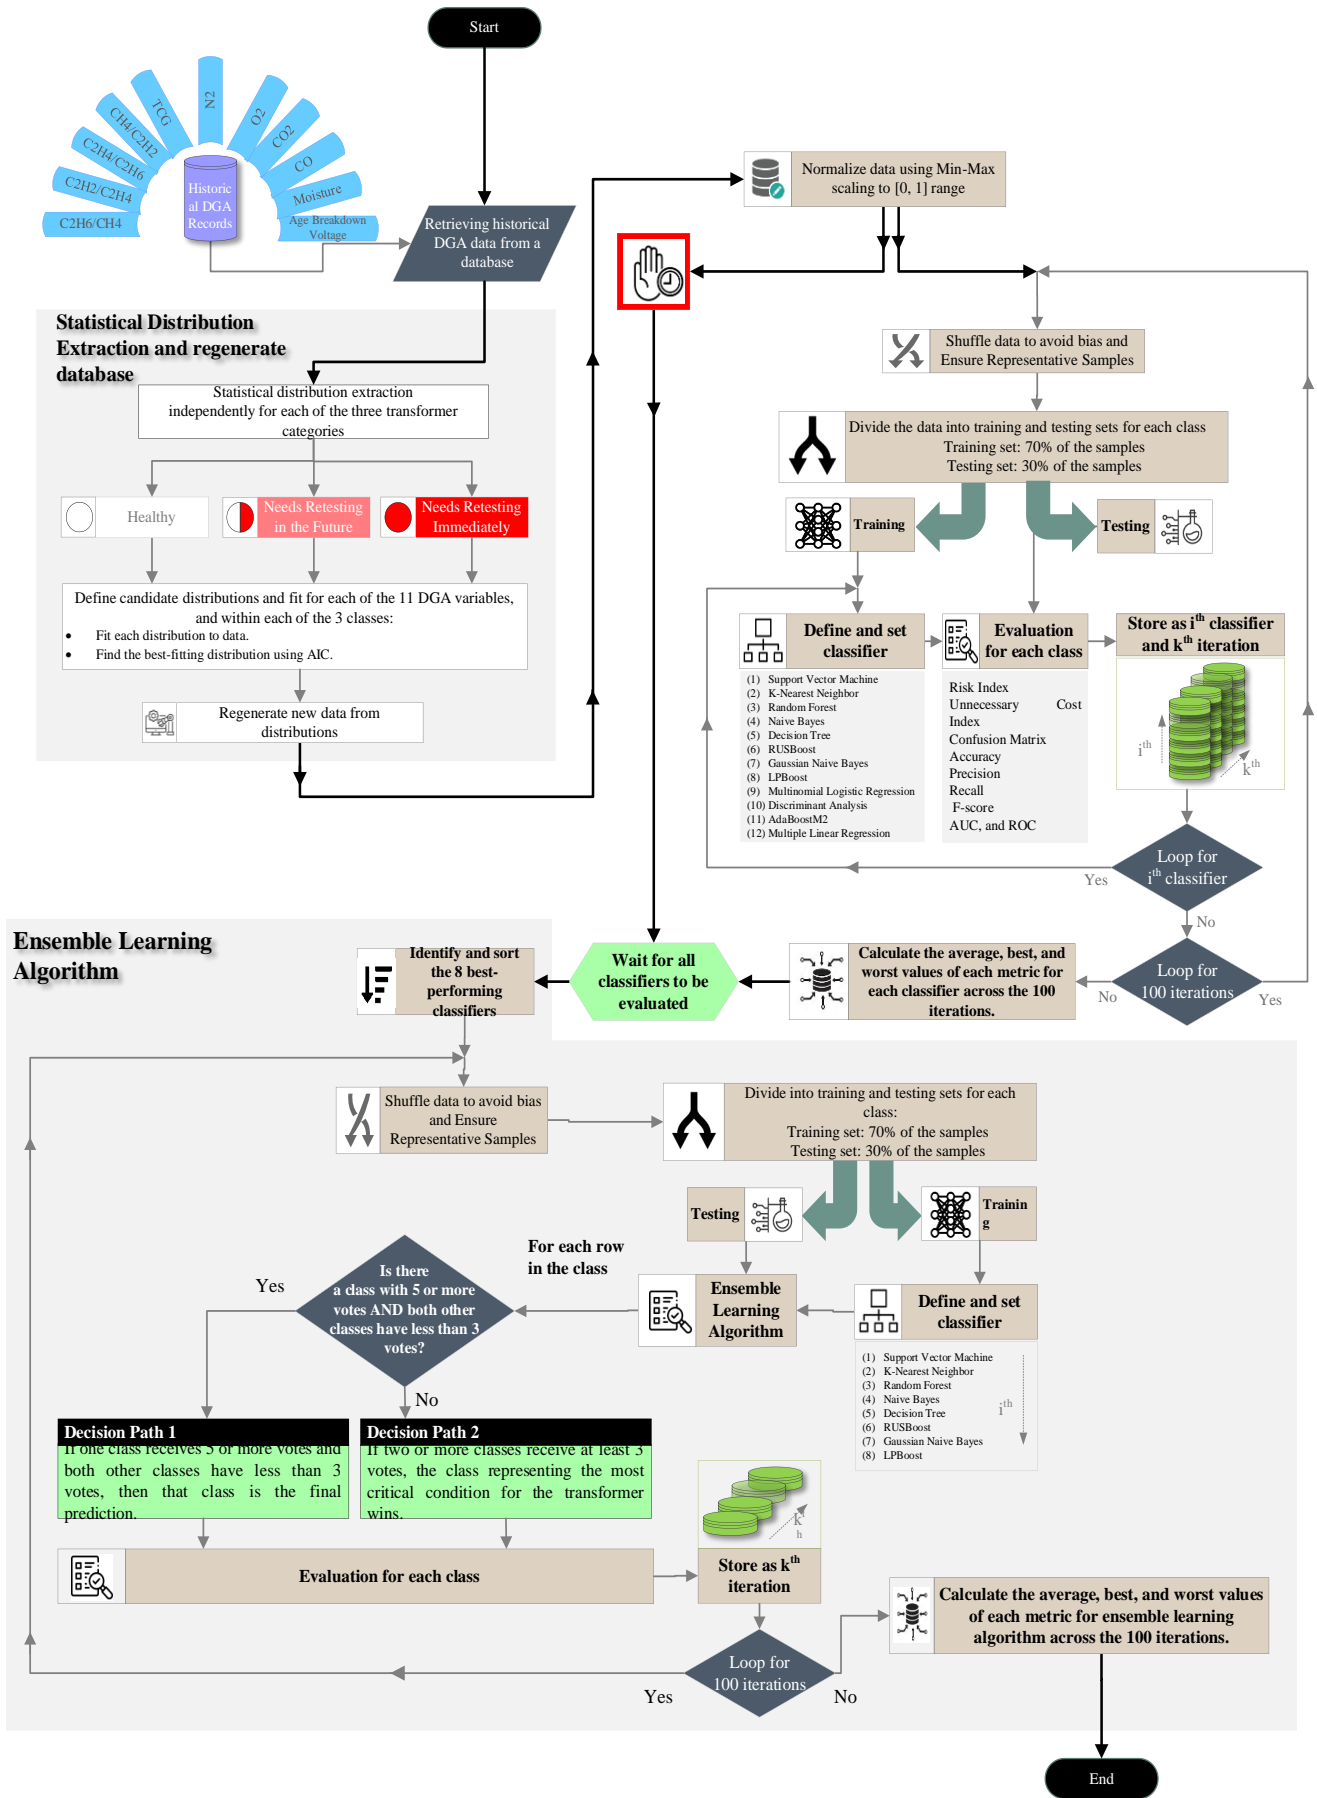 Start
N2
TCG
O2
CH4/C2H2
CO2
C2H4/C2H6
CO
C2H2/C2H4
Moisture
C2H6/CH4
Age Breakdown
Voltage
Historic
al DGA
Records
Retrieving historical
DGA data from a
database
Normalize data using Min-Max
scaling to [0, 1] range
Statistical Distribution
Extraction and regenerate
database
Statistical distribution extraction
independently for each of the three transformer
categories
Healthy
Needs Retesting
in the Future
Needs Retesting
Immediately
Define candidate distributions and fit for each of the 11 DGA variables,
and within each of the 3 classes:
• Fit each distribution to data.
• Find the best-fitting distribution using AIC.
Regenerate new data from
distributions
Shuffle data to avoid bias and
Ensure Representative Samples
Divide the data into training and testing sets for each class
Training set: 70% of the samples
Testing set: 30% of the samples
Training
Testing
Define and set
classifier
(1) Support Vector Machine
(2) K-Nearest Neighbor
(3) Random Forest
(4) Naive Bayes
(5) Decision Tree
(6) RUSBoost
(7) Gaussian Naive Bayes
(8) LPBoost
(9) Multinomial Logistic Regression
(10) Discriminant Analysis
(11) AdaBoostM2
(12) Multiple Linear Regression
Evaluation
for each class
Risk Index
Unnecessary Cost
Index
Confusion Matrix
Accuracy
Precision
Recall
F-score
AUC, and ROC
Store as ith classifier
and kth iteration
ith
kth
Loop for
ith classifier
Yes
No
Loop for
100 iterations
No
Yes
Calculate the average, best, and
worst values of each metric for
each classifier across the 100
iterations.
Wait for all
classifiers to be
evaluated
Ensemble Learning
Algorithm
Identify and sort
the 8 best-
performing
classifiers
Shuffle data to avoid bias
and Ensure
Representative Samples
Divide into training and testing sets for each
class:
Training set: 70% of the samples
Testing set: 30% of the samples
Testing
Trainin
g
For each row
in the class
Ensemble
Learning
Algorithm
Define and set
classifier
(1) Support Vector Machine
(2) K-Nearest Neighbor
(3) Random Forest
(4) Naive Bayes
(5) Decision Tree
(6) RUSBoost
(7) Gaussian Naive Bayes
(8) LPBoost
ith
Is there
a class with 5 or more
votes AND both other
classes have less than 3
votes?
Yes
No
Decision Path 1
If one class receives 5 or more votes and
both other classes have less than 3
votes, then that class is the final
prediction.
Decision Path 2
If two or more classes receive at least 3
votes, the class representing the most
critical condition for the transformer
wins.
Evaluation for each class
kt
h
Store as kth
iteration
Loop for
100 iterations
Yes
No
Calculate the average, best, and worst values
of each metric for ensemble learning
algorithm across the 100 iterations.
End